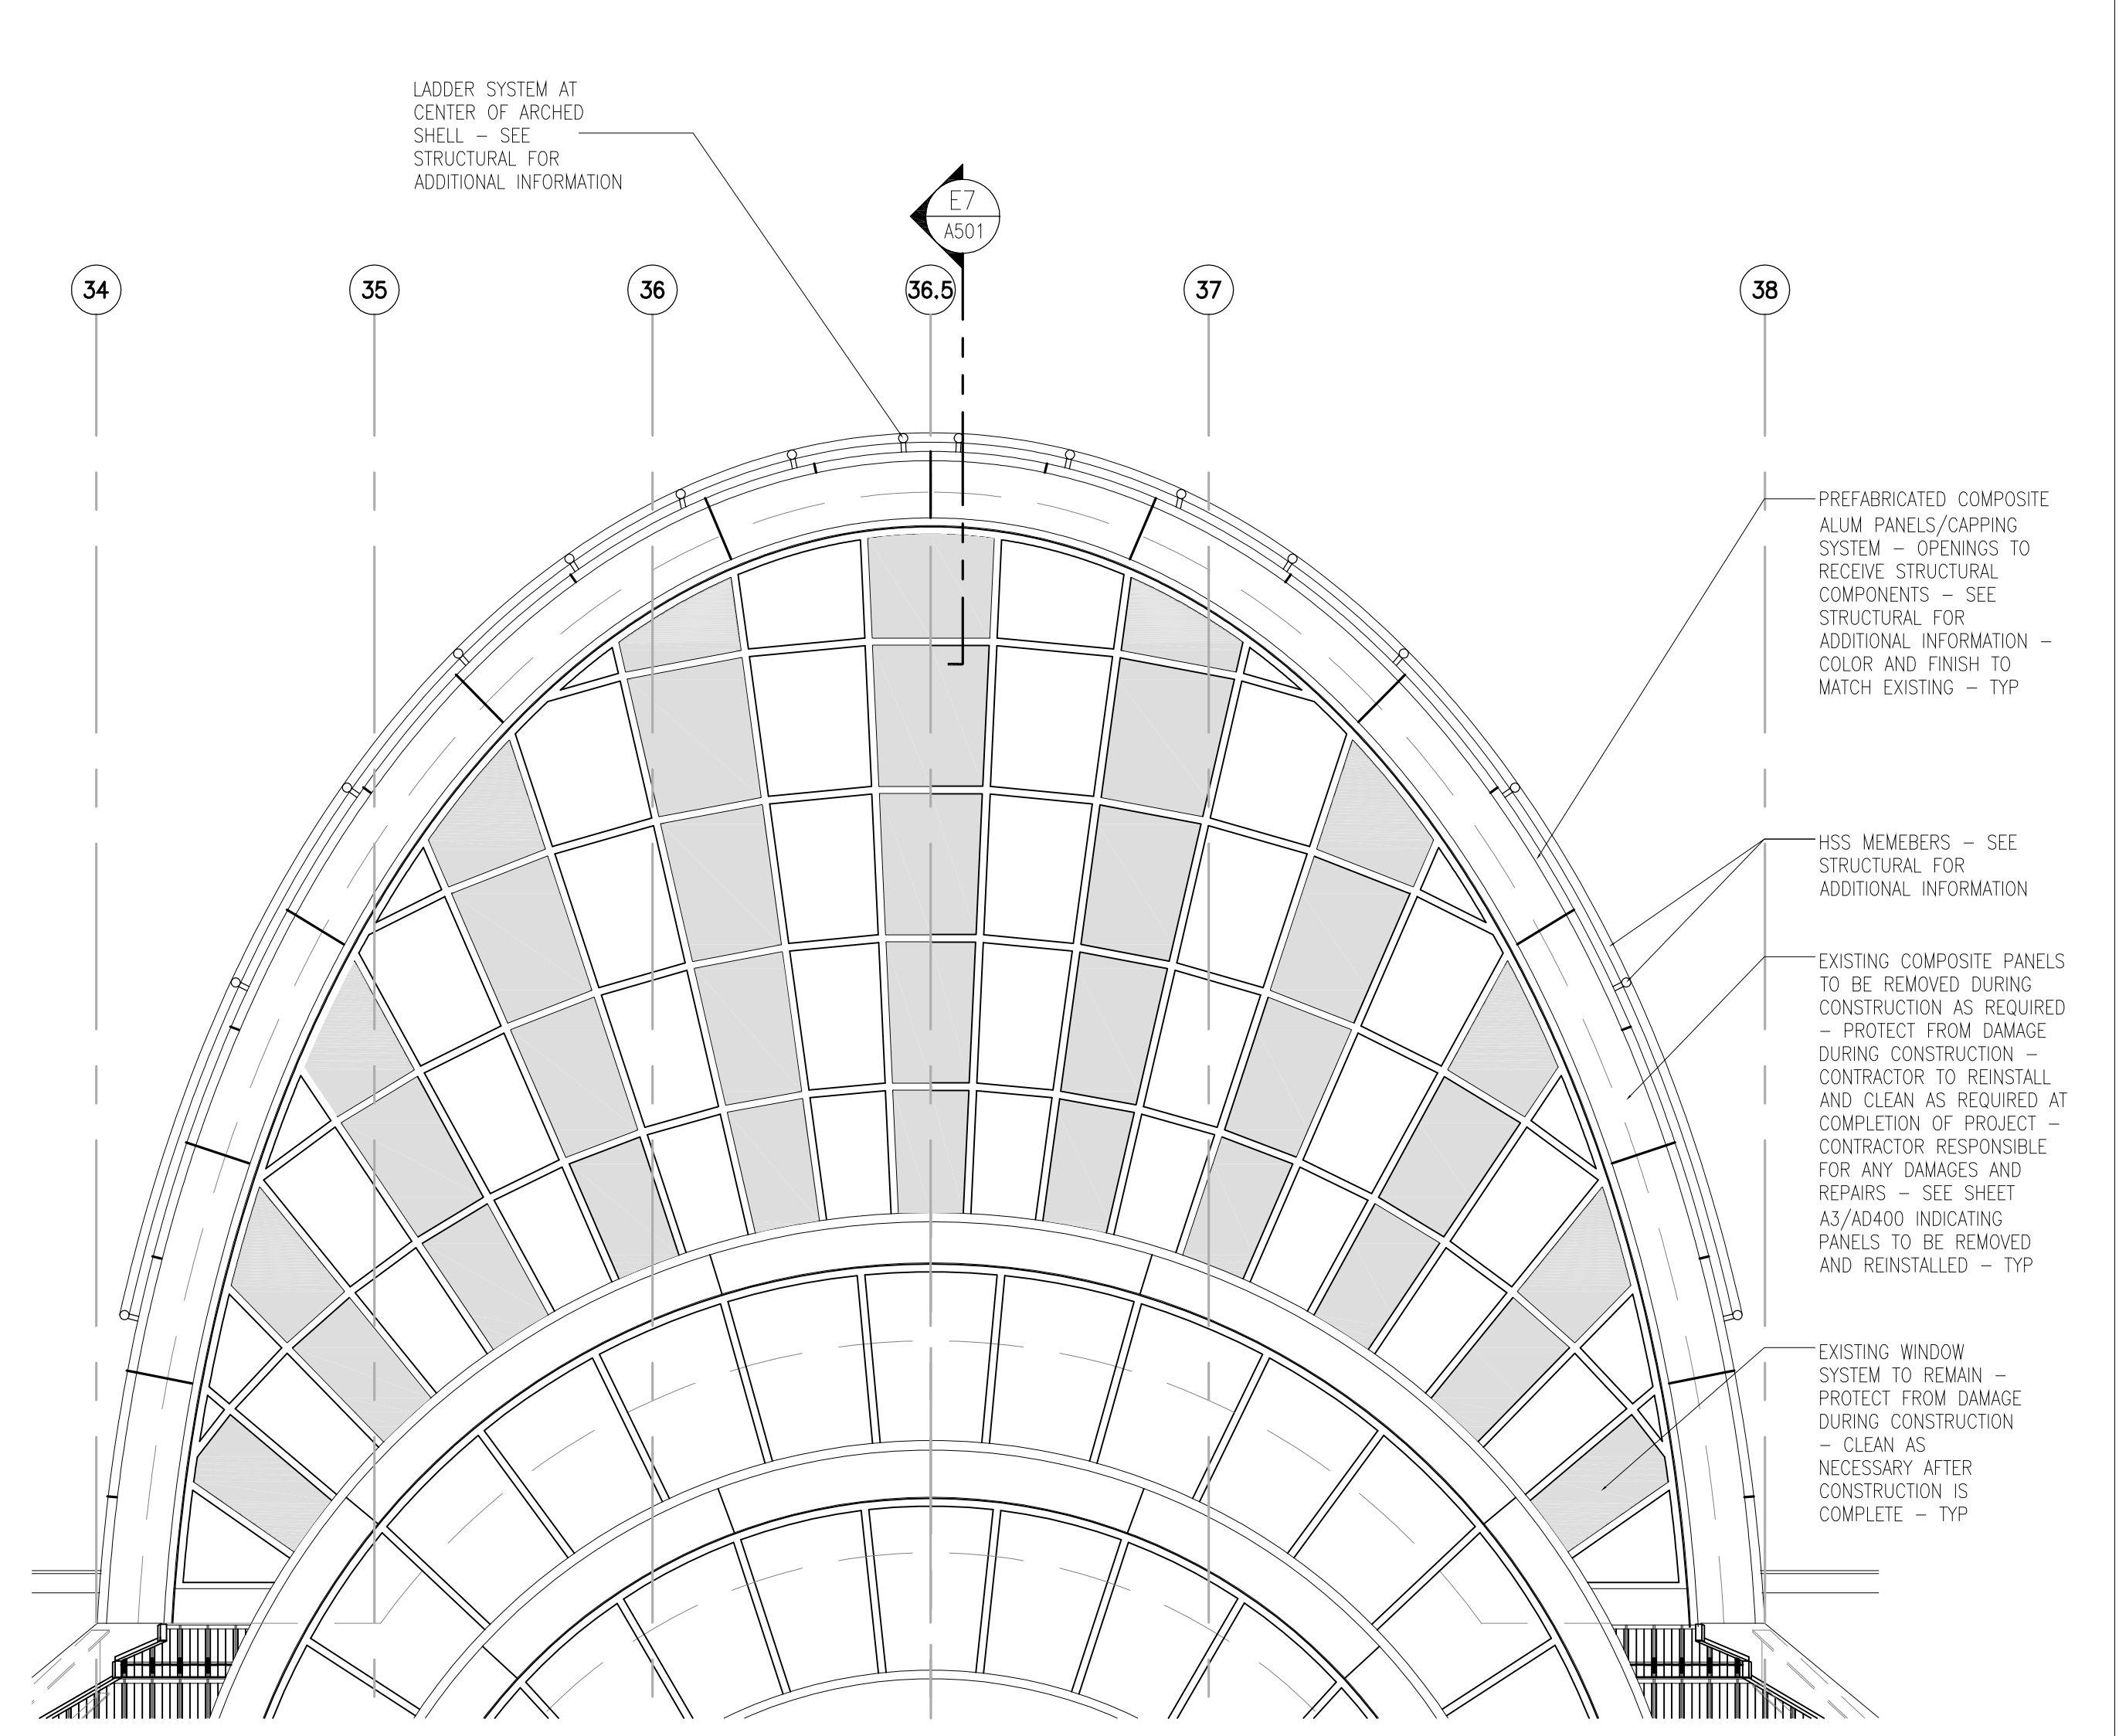 LADDER SYSTEM AT
CENTER OF ARCHED
SHELL – SEE
STRUCTURAL FOR
ADDITIONAL INFORMATION
E7
A501
34
35
36
36.5
37
38
PREFABRICATED COMPOSITE
ALUM PANELS/CAPPING
SYSTEM – OPENINGS TO
RECEIVE STRUCTURAL
COMPONENTS – SEE
STRUCTURAL FOR
ADDITIONAL INFORMATION –
COLOR AND FINISH TO
MATCH EXISTING – TYP
HSS MEMEBERS – SEE
STRUCTURAL FOR
ADDITIONAL INFORMATION
EXISTING COMPOSITE PANELS
TO BE REMOVED DURING
CONSTRUCTION AS REQUIRED
– PROTECT FROM DAMAGE
DURING CONSTRUCTION –
CONTRACTOR TO REINSTALL
AND CLEAN AS REQUIRED AT
COMPLETION OF PROJECT –
CONTRACTOR RESPONSIBLE
FOR ANY DAMAGES AND
REPAIRS – SEE SHEET
A3/AD400 INDICATING
PANELS TO BE REMOVED
AND REINSTALLED – TYP
EXISTING WINDOW
SYSTEM TO REMAIN –
PROTECT FROM DAMAGE
DURING CONSTRUCTION
– CLEAN AS
NECESSARY AFTER
CONSTRUCTION IS
COMPLETE – TYP